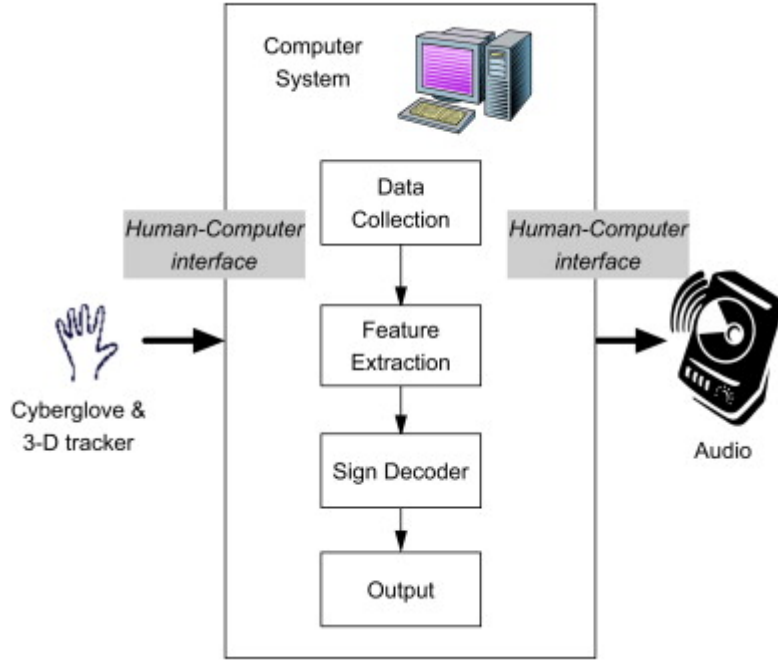 Computer
System
Data
Collection
Human-Computer
interface
Human-Computer
interface
Feature
Extraction
Cyberglove &
3-D tracker
Audio
Sign Decoder
Output